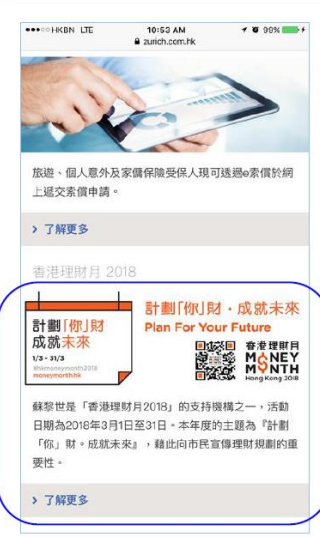 HKBN LTE 10:53 AM 99%
zurich.com.hk
旅遊、個人意外及家傭保險受保人現可透過e索償於網
上遞交索償申請。
> 了解更多
香港理財月 2018
計劃「你」財
成就未來
1/3 - 31/3
#hkmoneymonth2018
moneymonth.hk
計劃「你」財・成就未來
Plan For Your Future
香港理財月
MONEY
MONTH
Hong Kong 2018
蘇黎世是「香港理財月2018」的支持機構之一，活動
日期為2018年3月1日至31日。本年度的主題為『計劃
「你」財。成就未來』，藉此向市民宣傳理財規劃的重
要性。
> 了解更多